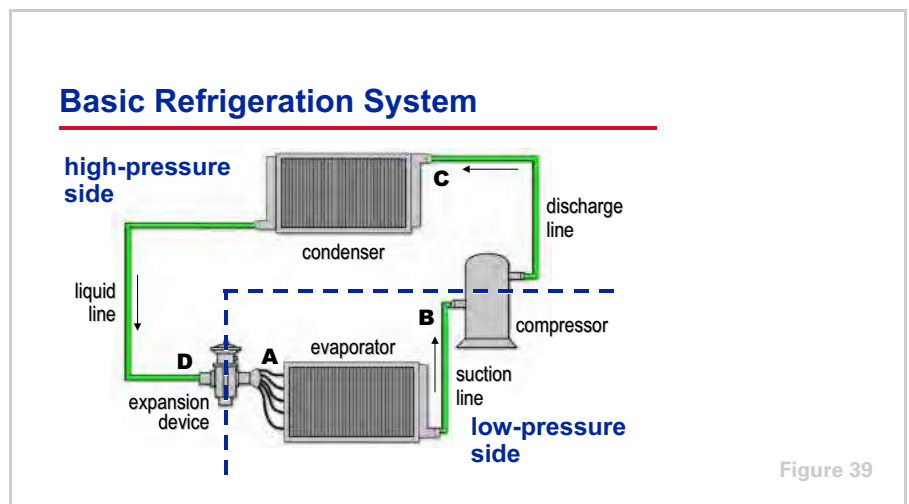 Basic Refrigeration System
high-pressure
side
C
discharge
line
condenser
liquid
line
B
compressor
D
A
evaporator
expansion
device
suction
line
low-pressure
side
Figure 39